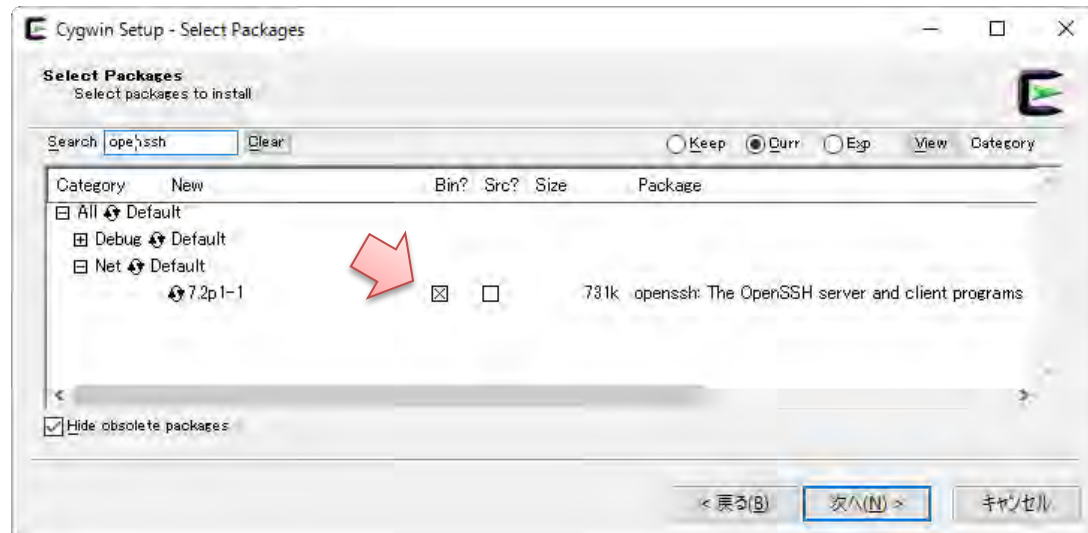 Cygwin Setup - Select Packages
Select Packages
Select packages to install
Search openssh Clear Keep Curr Exp View Category
Category New Bin? Src? Size Package
All Default
Debug Default
Net Default
7.2p1-1 731k openssh: The OpenSSH server and client programs
Hide obsolete packages
< 戻る(B) 次へ(N) > キャンセル